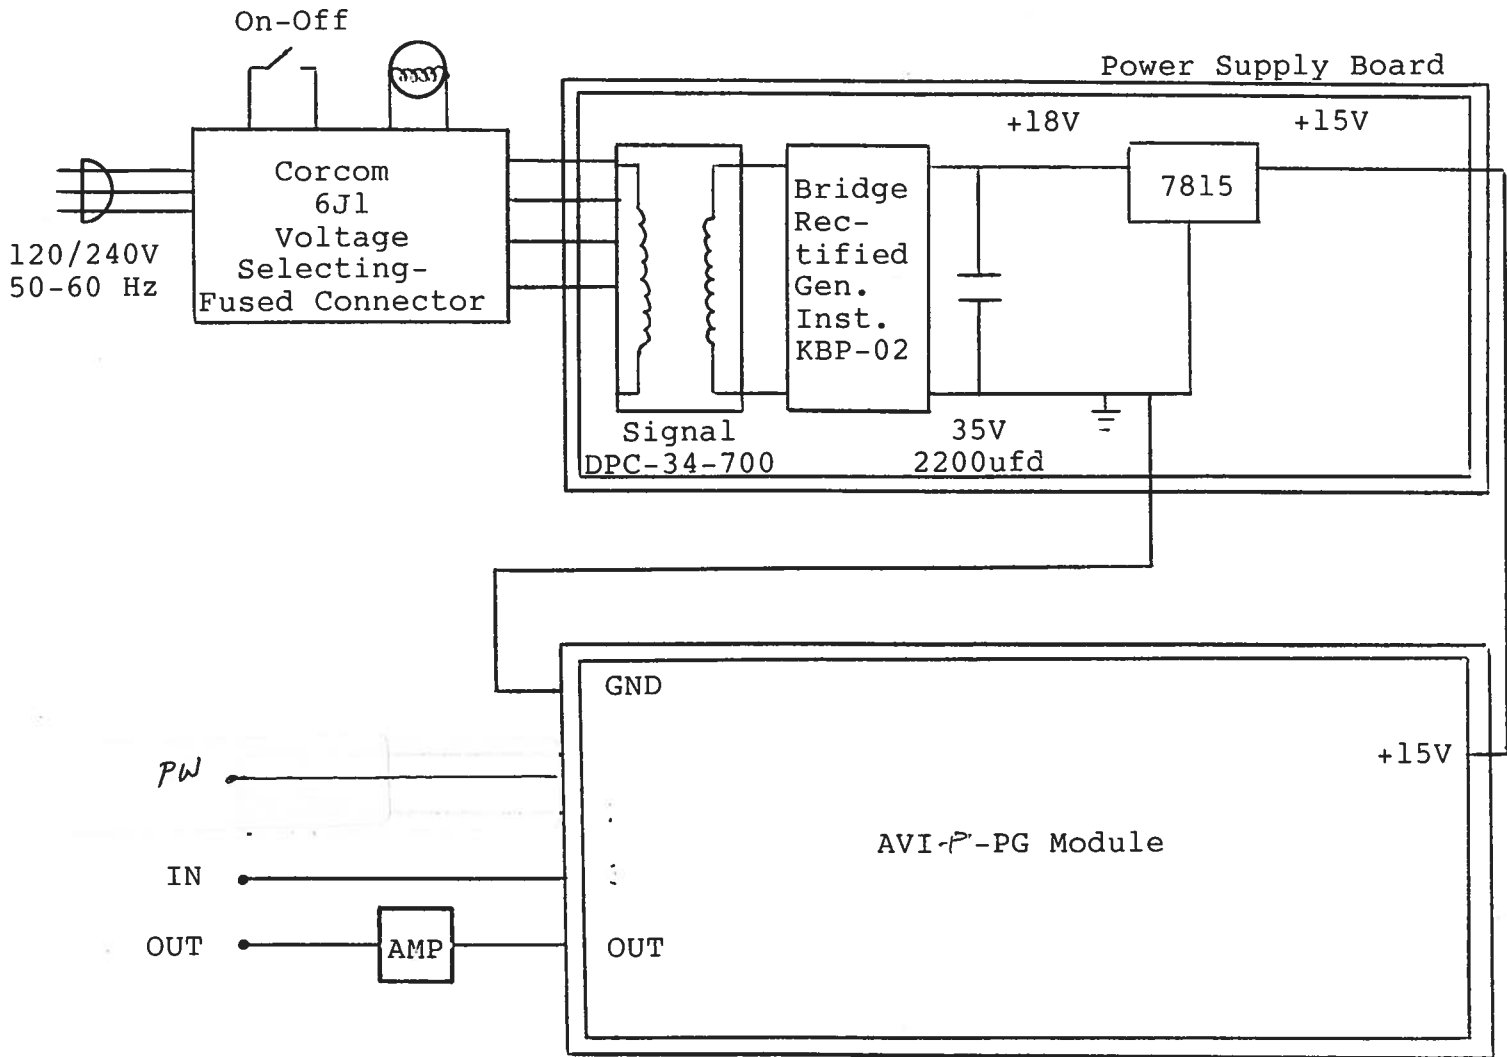 On-Off
Power Supply Board
+18V
+15V
Corcom
6J1
Voltage
Selecting-
Fused Connector
120/240V
50-60 Hz
Bridge
Rec-
tified
Gen.
Inst.
KBP-02
7815
Signal
DPC-34-700
35V
2200ufd
GND
PW
+15V
AVI-P-PG Module
IN
OUT
AMP
OUT